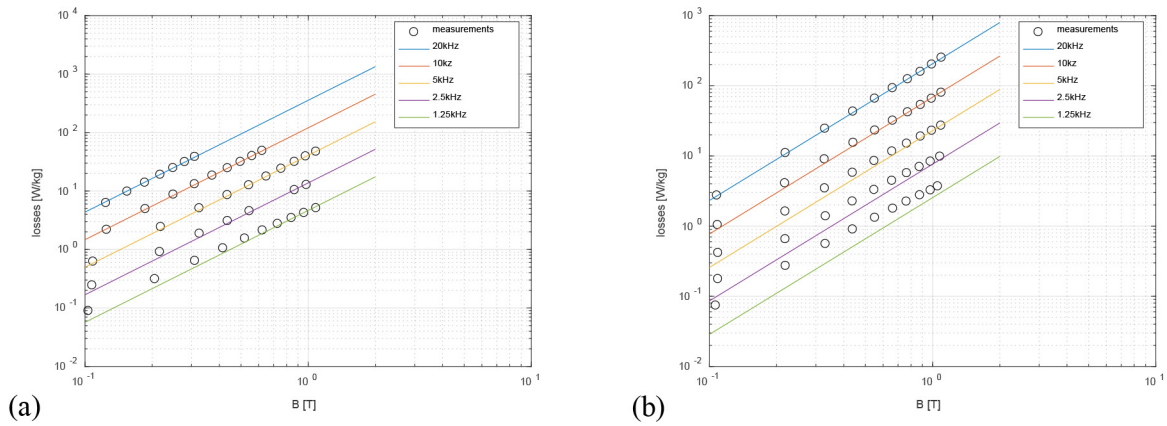 10^4
10^3
10^2
10^1
10^0
10^-1
10^-2
losses [W/kg]
measurements
20kHz
10kz
5kHz
2.5kHz
1.25kHz
10^-1
10^0
10^1
B [T]
(a)
10^3
10^2
10^1
10^0
10^-1
10^-2
losses [W/kg]
measurements
20kHz
10kHz
5kHz
2.5kHz
1.25kHz
10^-1
10^0
10^1
B [T]
(b)